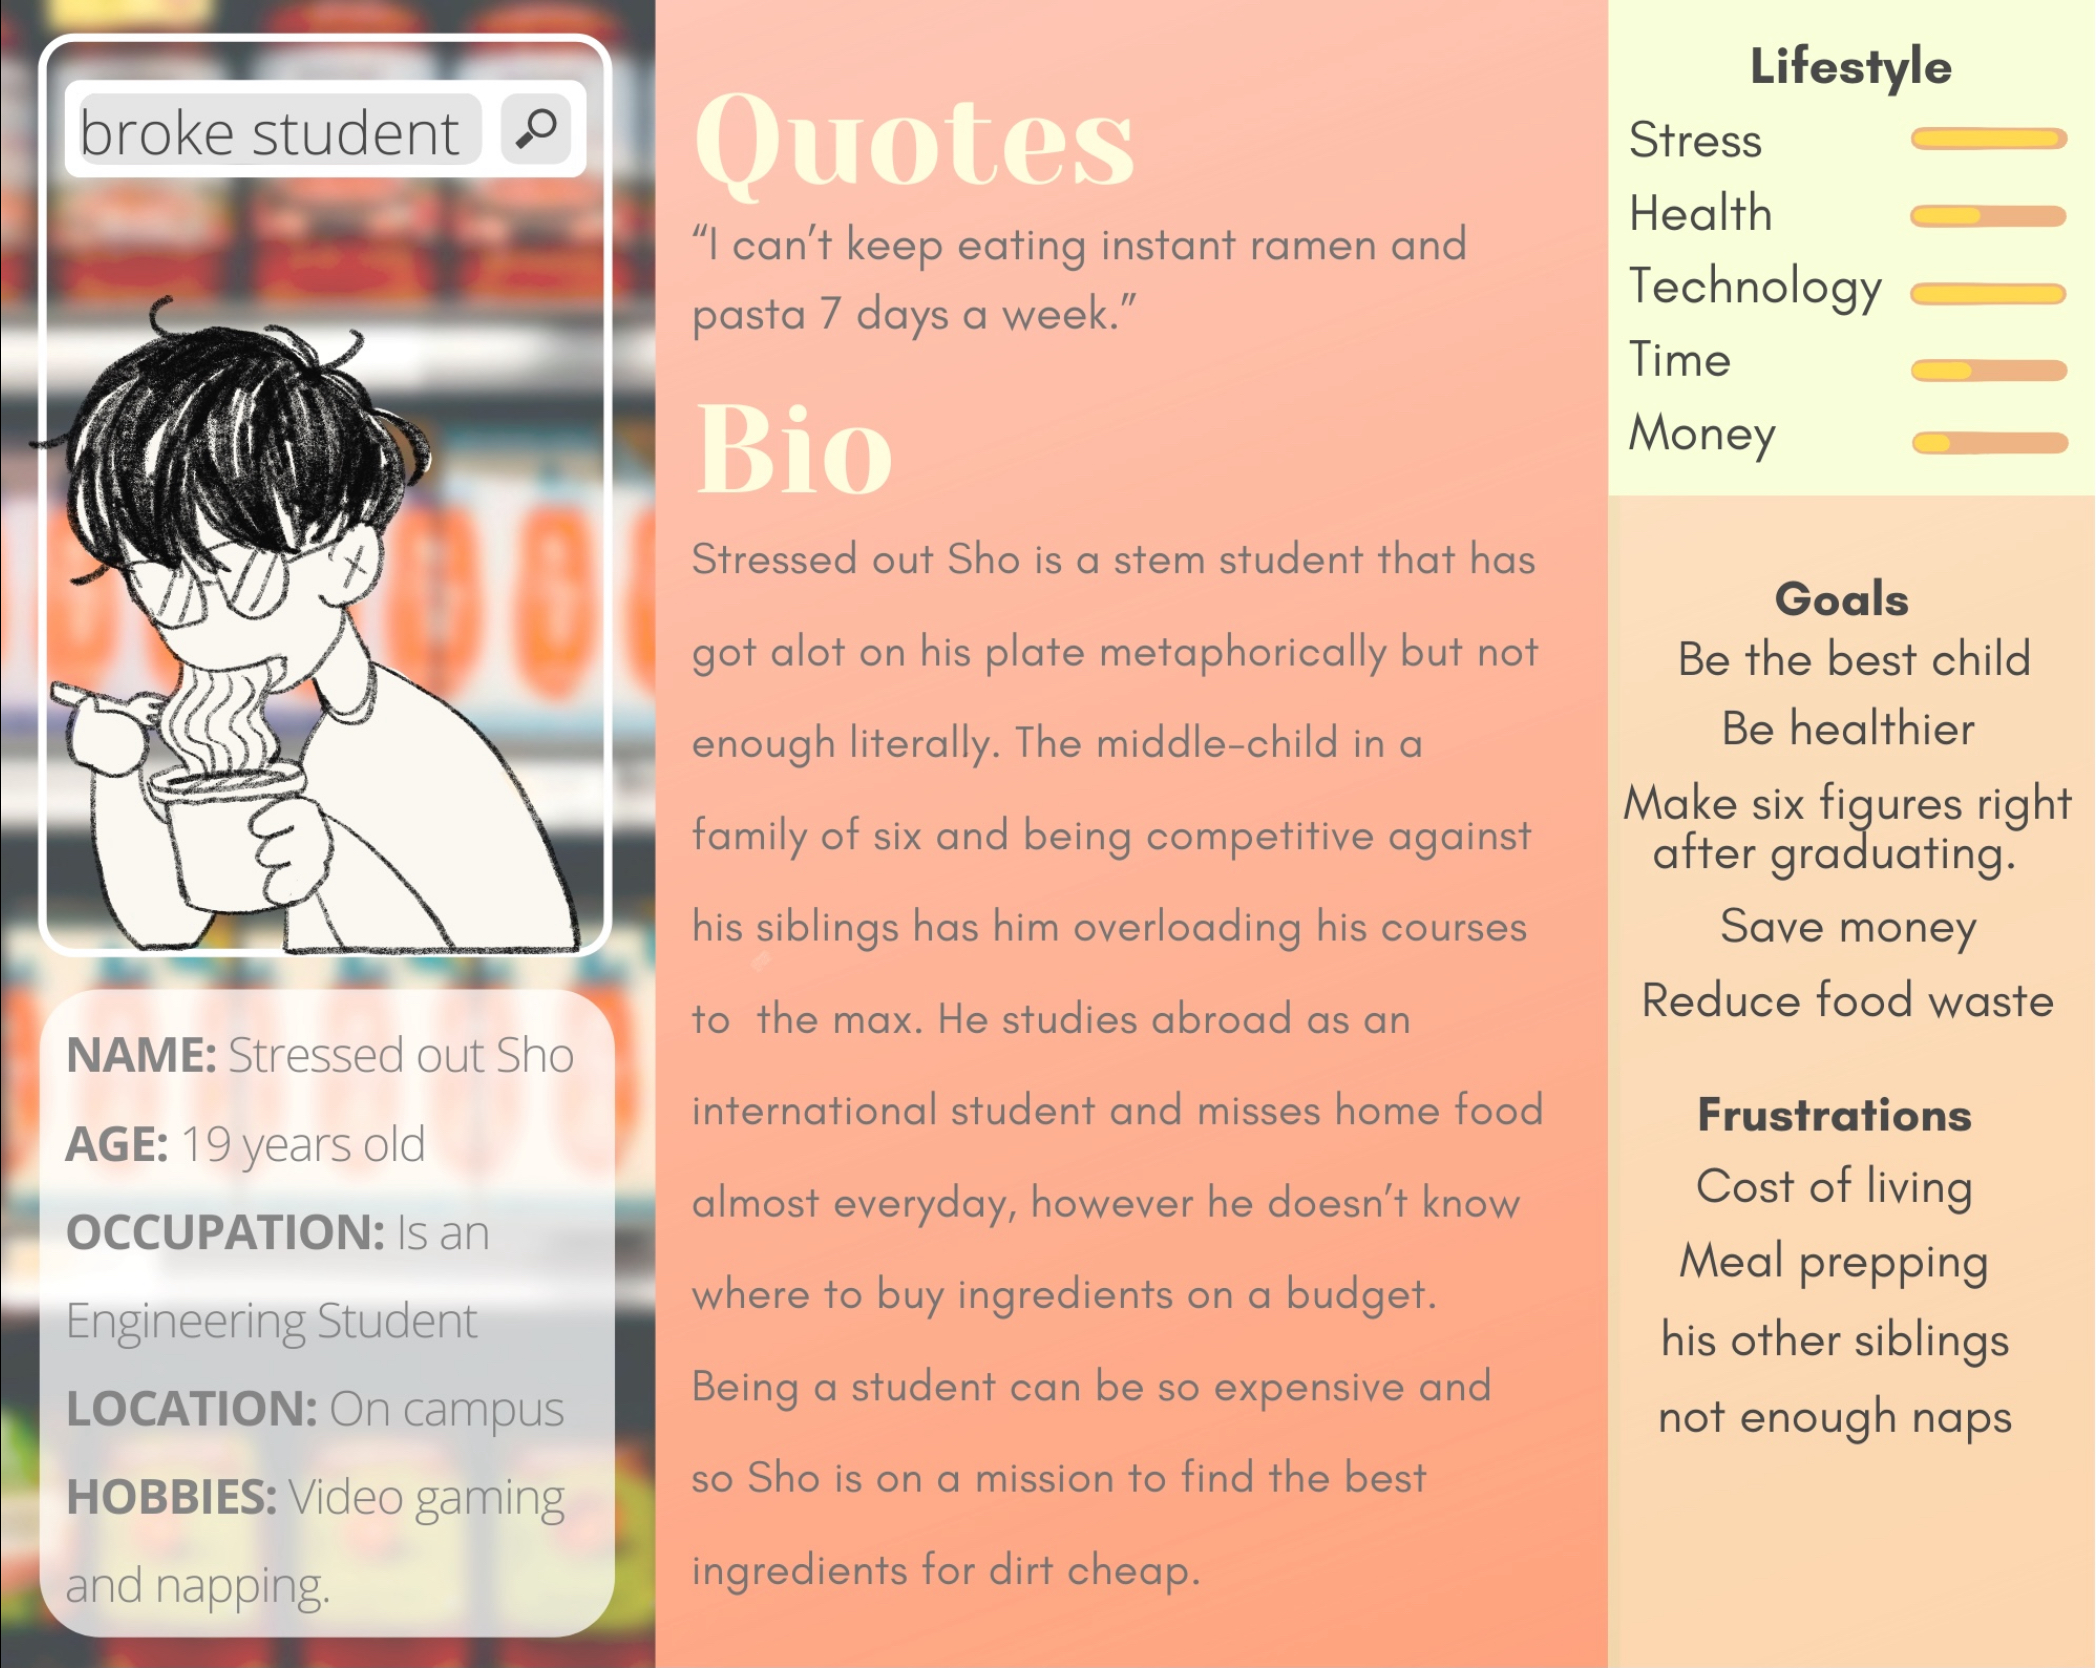 broke student
NAME: Stressed out Sho
AGE: 19 years old
OCCUPATION: Is an
Engineering Student
LOCATION: On campus
HOBBIES: Video gaming
and napping.
Quotes
“I can’t keep eating instant ramen and
pasta 7 days a week.”
Bio
Stressed out Sho is a stem student that has
got alot on his plate metaphorically but not
enough literally. The middle-child in a
family of six and being competitive against
his siblings has him overloading his courses
to  the max. He studies abroad as an
international student and misses home food
almost everyday, however he doesn’t know
where to buy ingredients on a budget.
Being a student can be so expensive and
so Sho is on a mission to find the best
ingredients for dirt cheap.
Lifestyle
Stress
Health
Technology
Time
Money
Goals
Be the best child
Be healthier
Make six figures right
after graduating.
Save money
Reduce food waste
Frustrations
Cost of living
Meal prepping
his other siblings
not enough naps